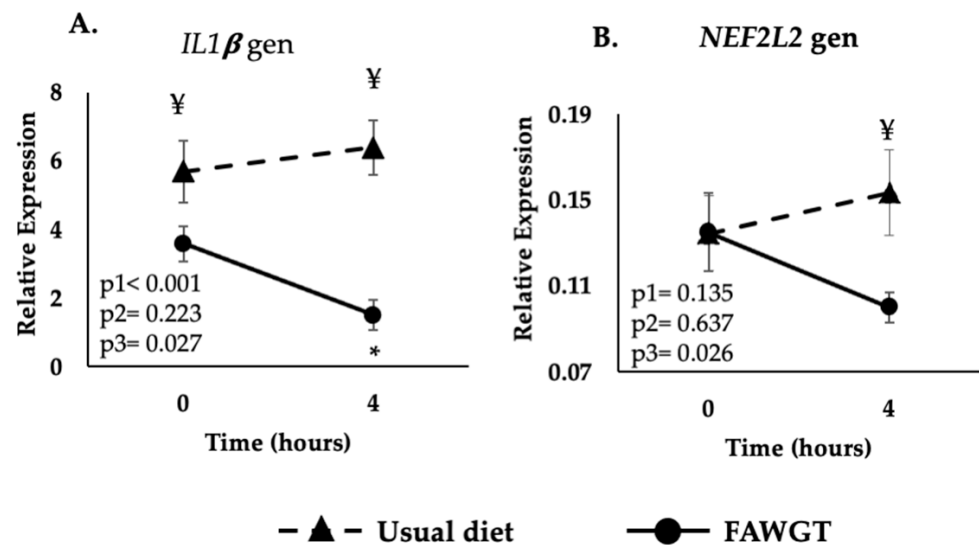 A.
IL1β gen
¥
¥
8
6
4
2
0
Relative Expression
p1< 0.001
p2= 0.223
p3= 0.027
*
0
4
Time (hours)
B.
NEF2L2 gen
¥
0.19
0.15
0.11
0.07
Relative Expression
p1= 0.135
p2= 0.637
p3= 0.026
0
4
Time (hours)
Usual diet
FAWGT